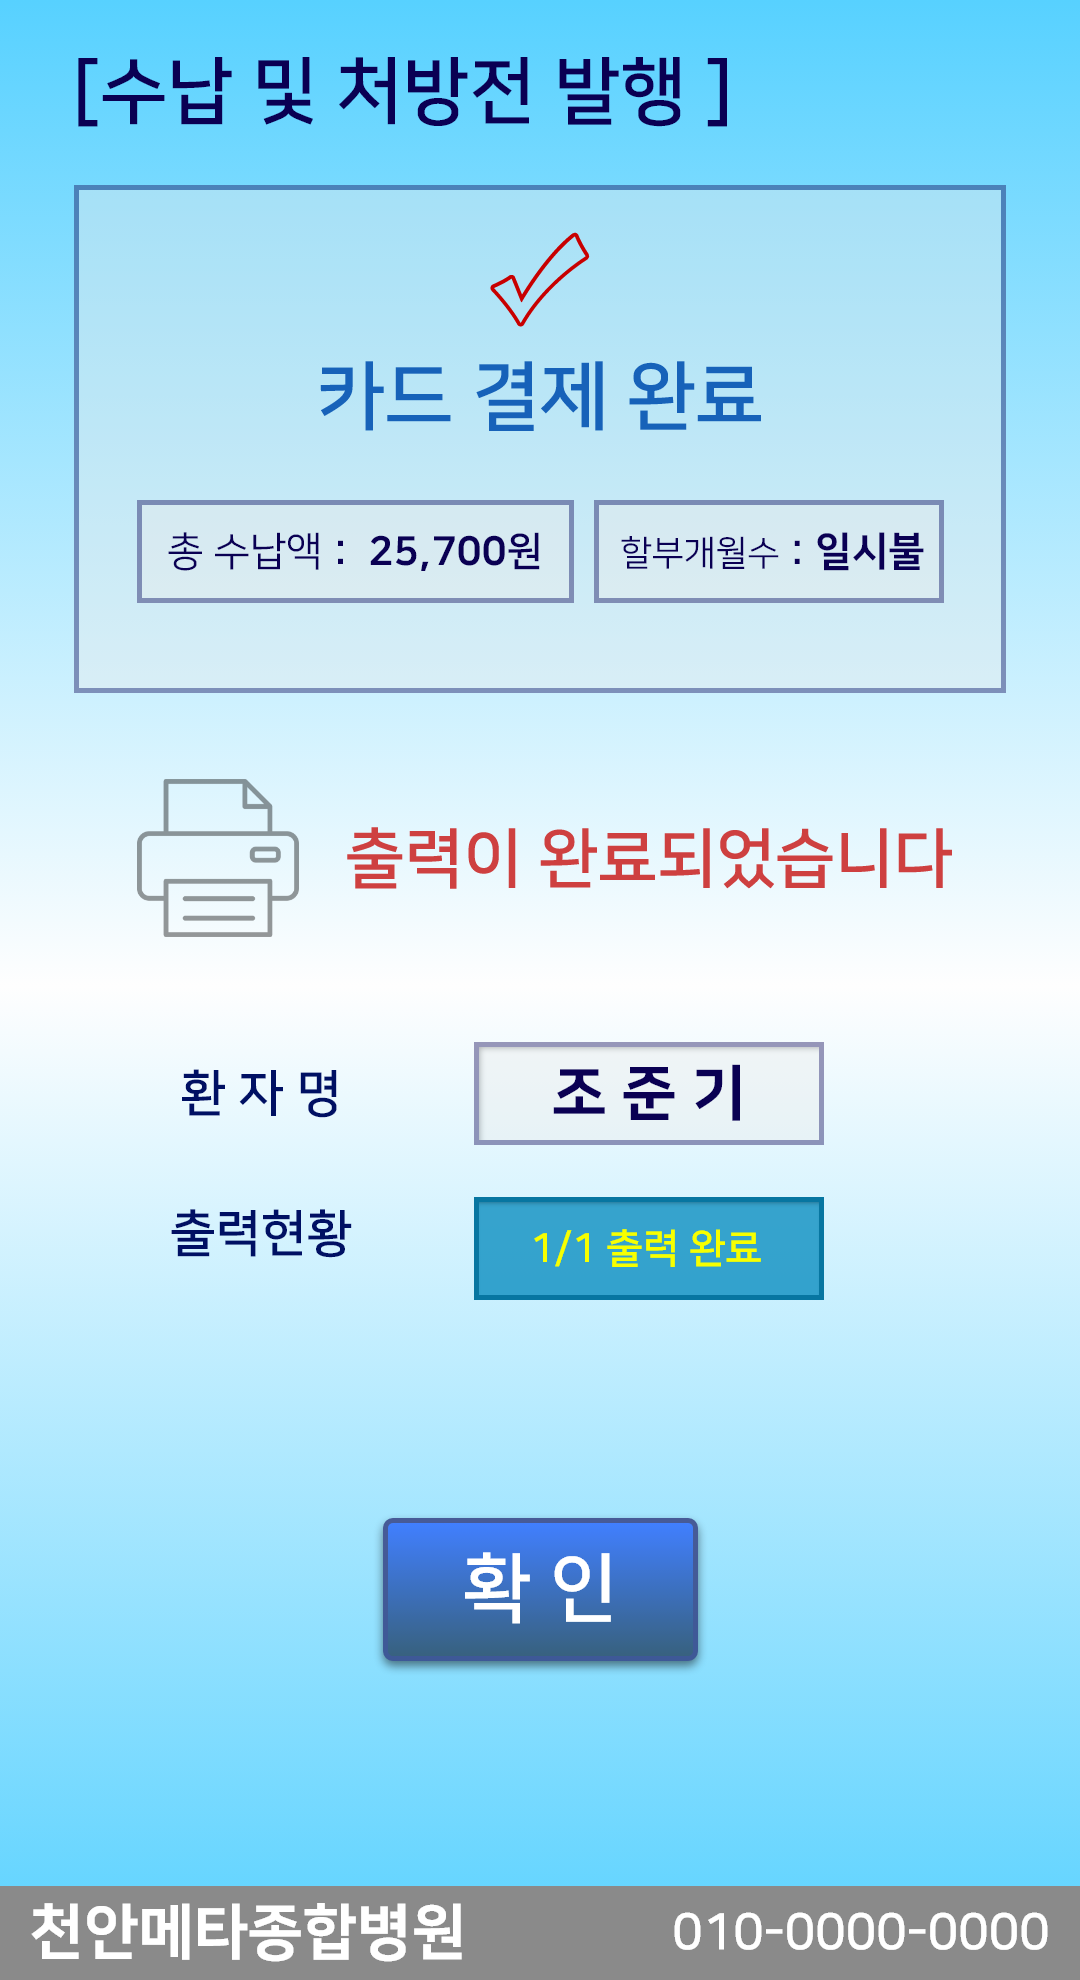 [수납 및 처방전 발행 ]
카드 결제 완료
총 수납액 : 25,700원
할부개월수 : 일시불
출력이 완료되었습니다
환 자 명
조 준 기
출력현황
1/1 출력 완료
확 인
천안메타종합병원
010-0000-0000